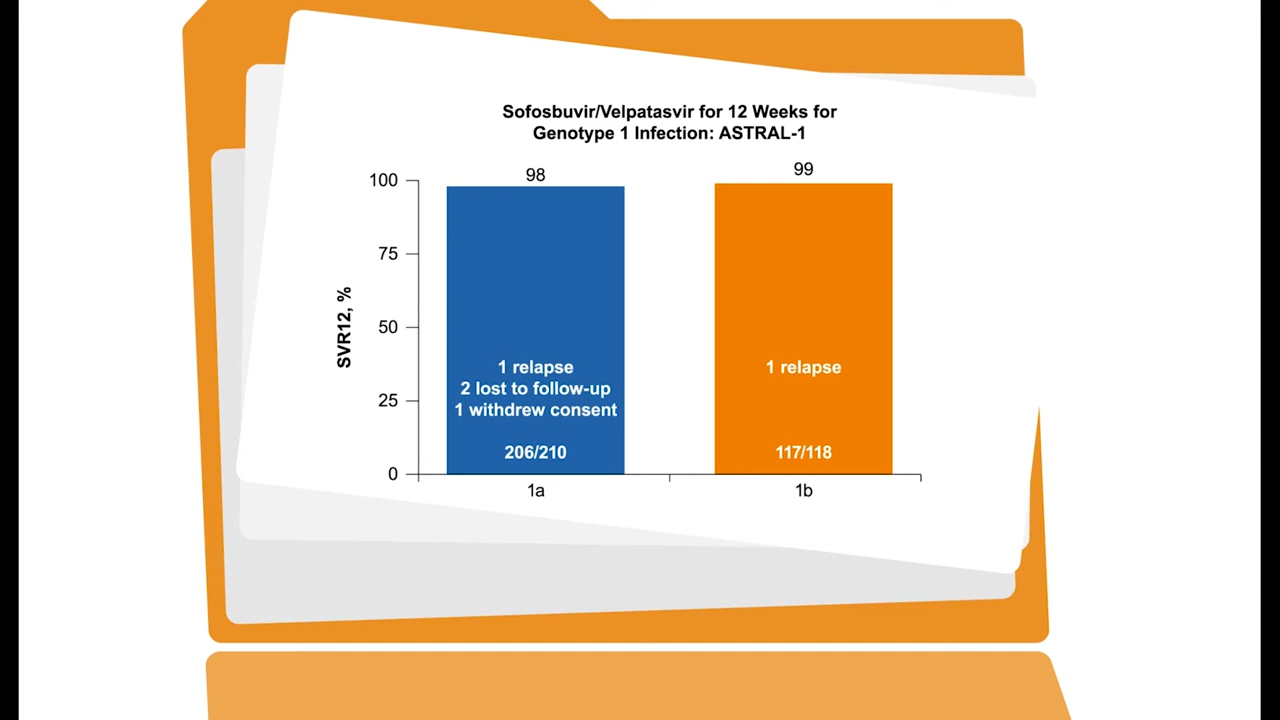 Sofosbuvir/Velpatasvir for 12 Weeks for
Genotype 1 Infection: ASTRAL-1
SVR12, %
100
75
50
25
0
98
1 relapse
2 lost to follow-up
1 withdrew consent
206/210
1a
99
1 relapse
117/118
1b